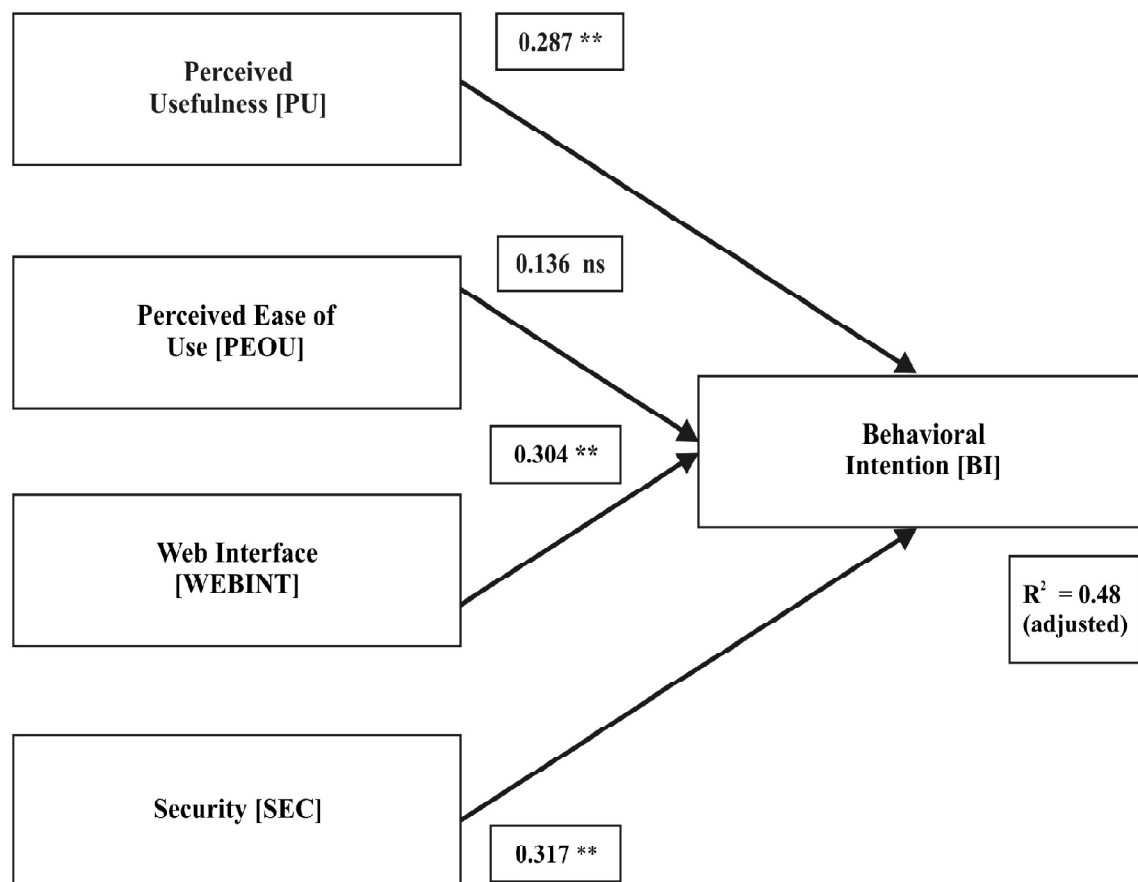 0.287 **
Perceived
Usefulness [PU]
0.136 ns
Perceived Ease of
Use [PEOU]
0.304 **
Behavioral
Intention [BI]
Web Interface
[WEBINT]
R² = 0.48
(adjusted)
Security [SEC]
0.317 **